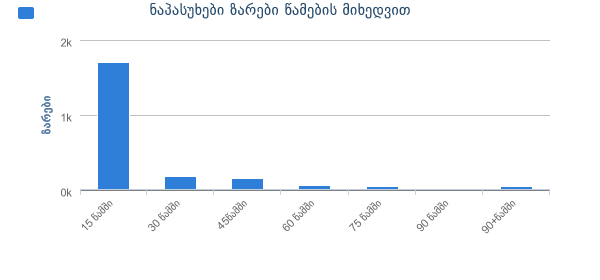 ნაპასუხები ზარები წამების მიხედვით
ზარები
2k
1k
0k
15 წამში
30 წამში
45წამში
60 წამში
75 წამში
90 წამში
90+წამში